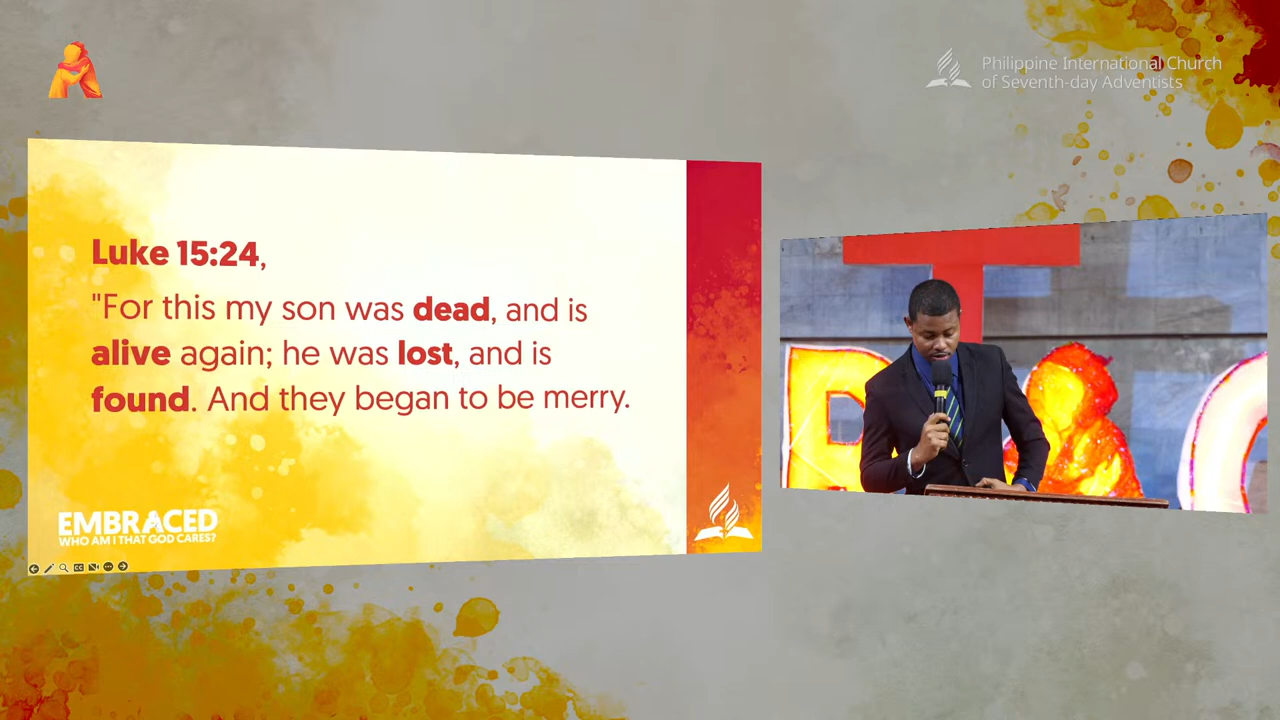 Philippine International Church
of Seventh-day Adventists
Luke 15:24,
"For this my son was dead, and is
alive again; he was lost, and is
found. And they began to be merry.
EMBRACED
WHO AM I THAT GOD CARES?